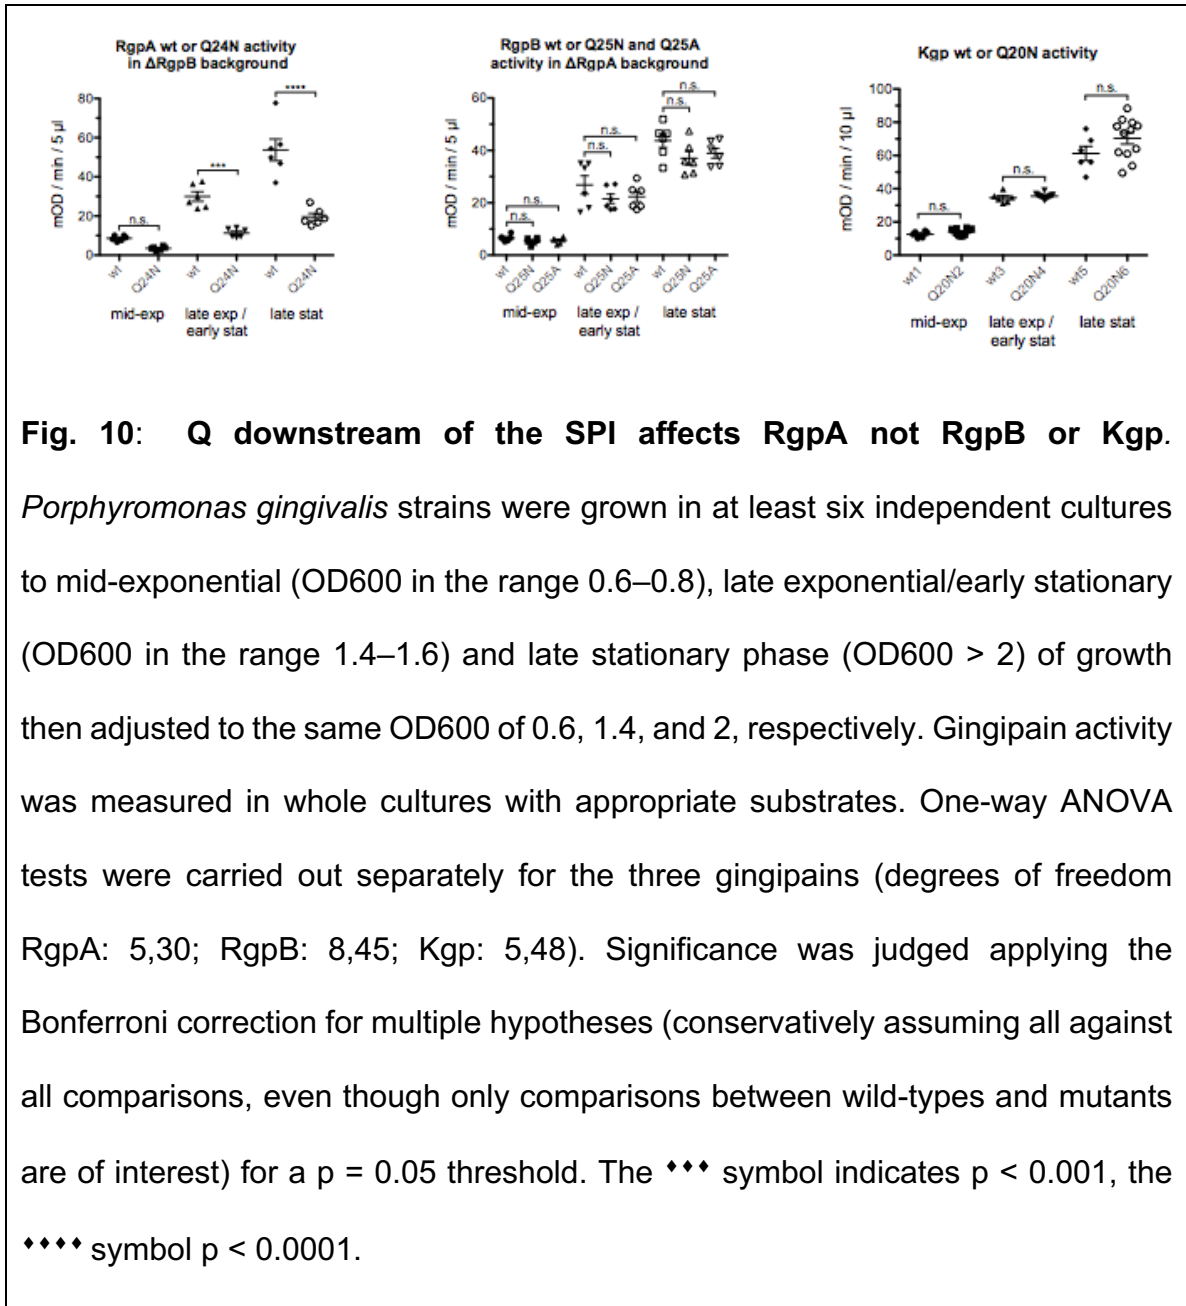 RgpA wt or Q24N activity
in ΔRgpB background
mOD / min / 5 µl
80
60
40
20
0
n.s.
***
****
wt
Q24N
wt
Q24N
wt
Q24N
mid-exp
late exp /
early stat
late stat
RgpB wt or Q25N and Q25A
activity in ΔRgpA background
mOD / min / 5 µl
60
40
20
0
n.s.
n.s.
n.s.
n.s.
n.s.
n.s.
wt
Q25N
Q25A
wt
Q25N
Q25A
wt
Q25N
Q25A
mid-exp
late exp /
early stat
late stat
Kgp wt or Q20N activity
mOD / min / 10 µl
100
80
60
40
20
0
n.s.
n.s.
n.s.
wt1
Q20N2
wt3
Q20N4
wt5
Q20N6
mid-exp
late exp /
early stat
late stat
Fig. 10: Q downstream of the SPI affects RgpA not RgpB or Kgp.
Porphyromonas gingivalis strains were grown in at least six independent cultures
to mid-exponential (OD600 in the range 0.6–0.8), late exponential/early stationary
(OD600 in the range 1.4–1.6) and late stationary phase (OD600 > 2) of growth
then adjusted to the same OD600 of 0.6, 1.4, and 2, respectively. Gingipain activity
was measured in whole cultures with appropriate substrates. One-way ANOVA
tests were carried out separately for the three gingipains (degrees of freedom
RgpA: 5,30; RgpB: 8,45; Kgp: 5,48). Significance was judged applying the
Bonferroni correction for multiple hypotheses (conservatively assuming all against
all comparisons, even though only comparisons between wild-types and mutants
are of interest) for a p = 0.05 threshold. The ♦♦♦ symbol indicates p < 0.001, the
♦♦♦♦ symbol p < 0.0001.